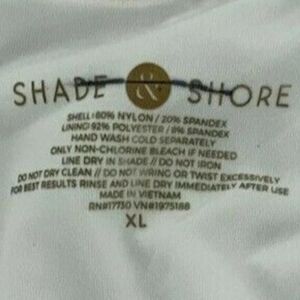 SHADE & SHORE
SHELL: 80% NYLON / 20% SPANDEX
LINING: 92% POLYESTER / 8% SPANDEX
HAND WASH COLD SEPARATELY
ONLY NON-CHLORINE BLEACH IF NEEDED
LINE DRY IN SHADE // DO NOT IRON
DO NOT DRY CLEAN // DO NOT WRING OR TWIST EXCESSIVELY
FOR BEST RESULTS RINSE AND LINE DRY IMMEDIATELY AFTER USE
MADE IN VIETNAM
RN#17730 VN#1975188
XL